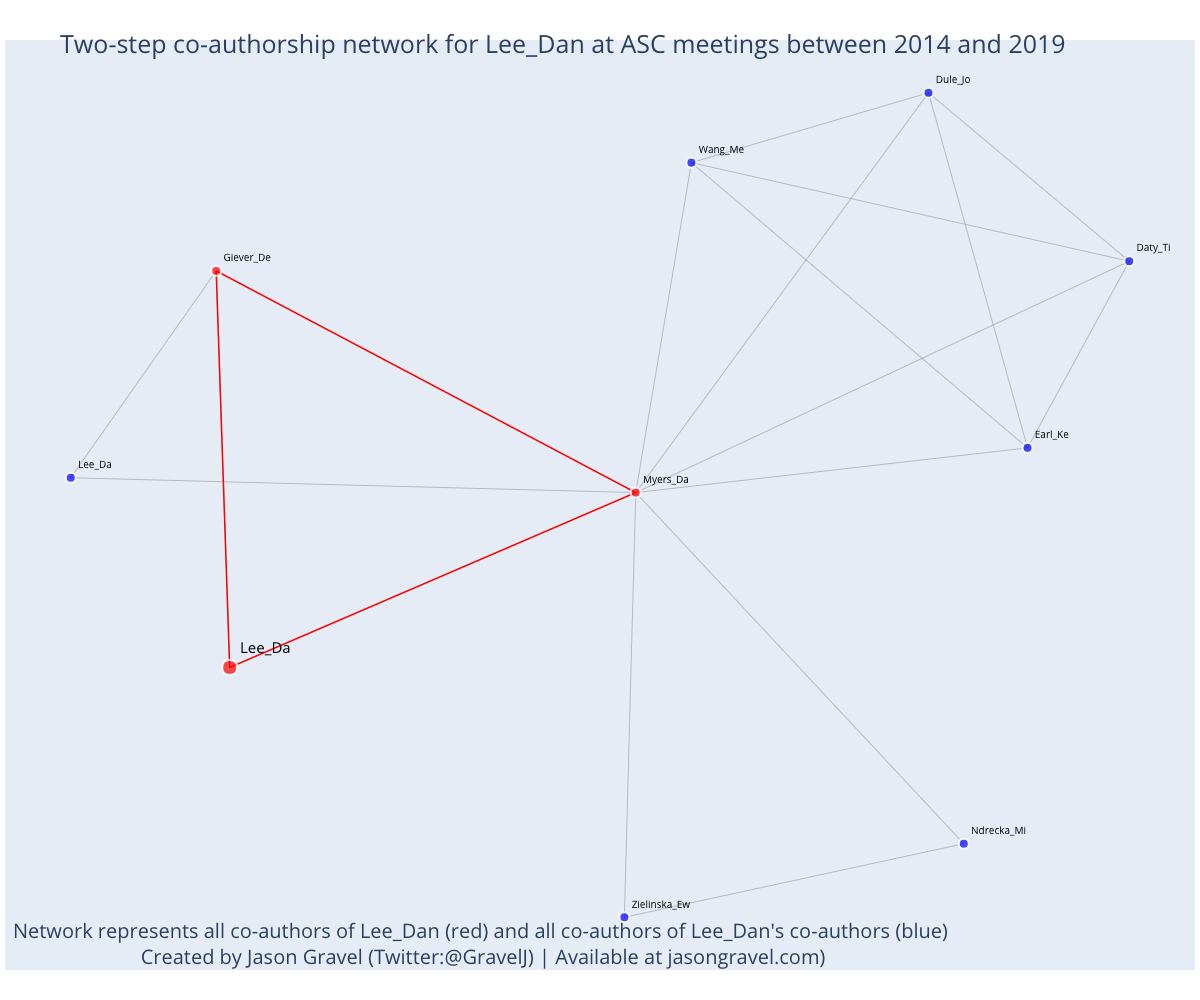 Two-step co-authorship network for Lee_Dan at ASC meetings between 2014 and 2019
Dule_Jo
Wang_Me
Daty_Ti
Giever_De
Earl_Ke
Lee_Da
Myers_Da
Lee_Da
Ndrecka_Mi
Zielinska_Ew
Network represents all co-authors of Lee_Dan (red) and all co-authors of Lee_Dan's co-authors (blue)
Created by Jason Gravel (Twitter:@GravelJ) | Available at jasongravel.com)